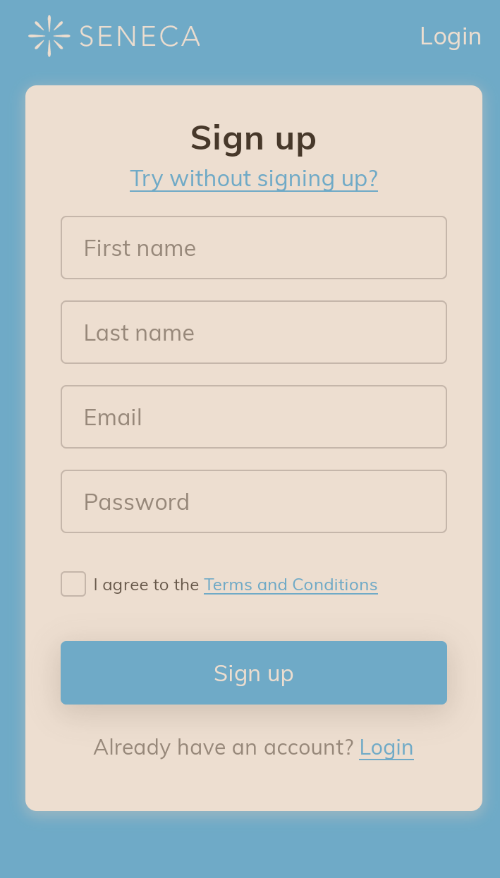 SENECA
Login
Sign up
Try without signing up?
First name
Last name
Email
Password
I agree to the Terms and Conditions
Sign up
Already have an account? Login